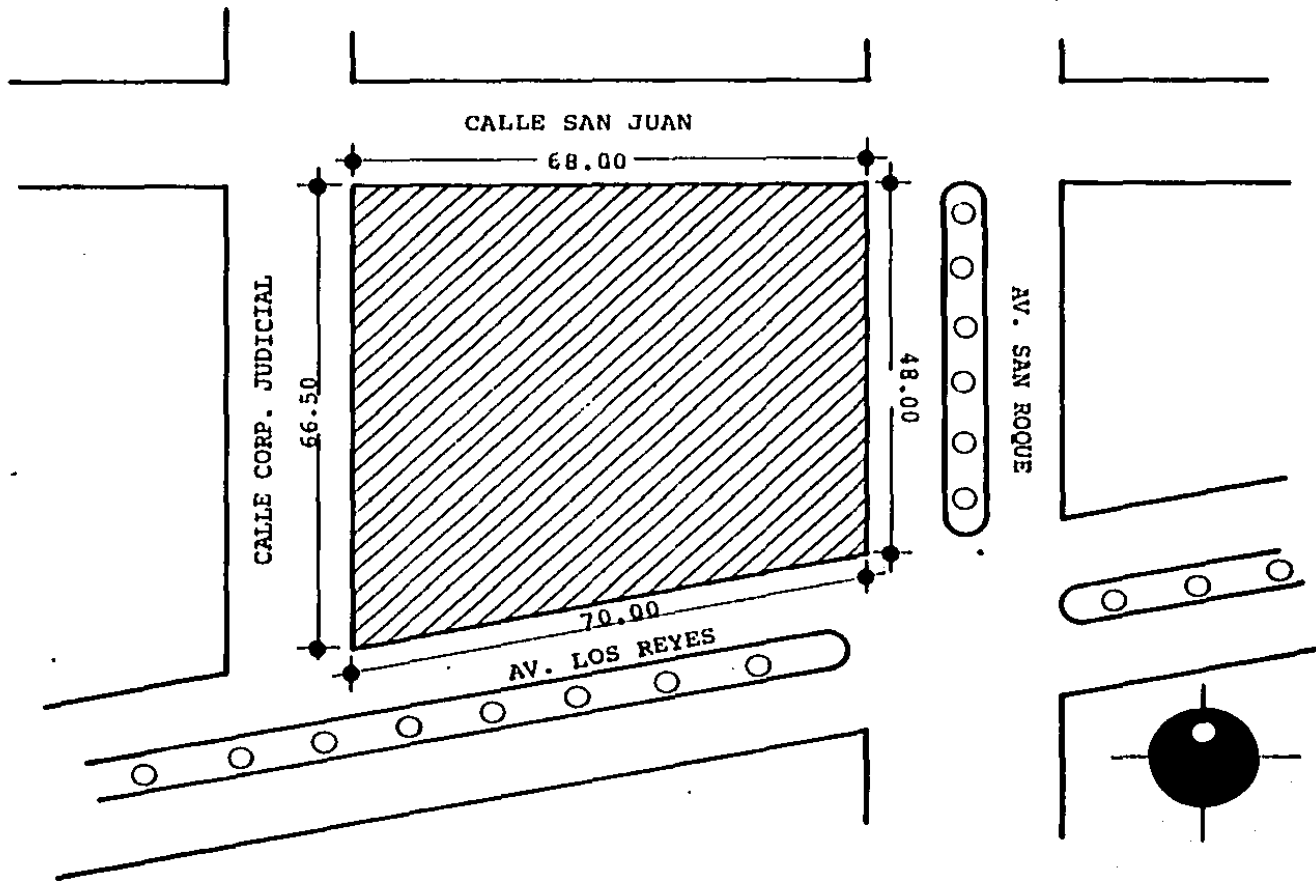 CALLE SAN JUAN
68.00
CALLE CORP. JUDICIAL
66.50
48.00
AV. SAN ROQUE
70.00
AV. LOS REYES